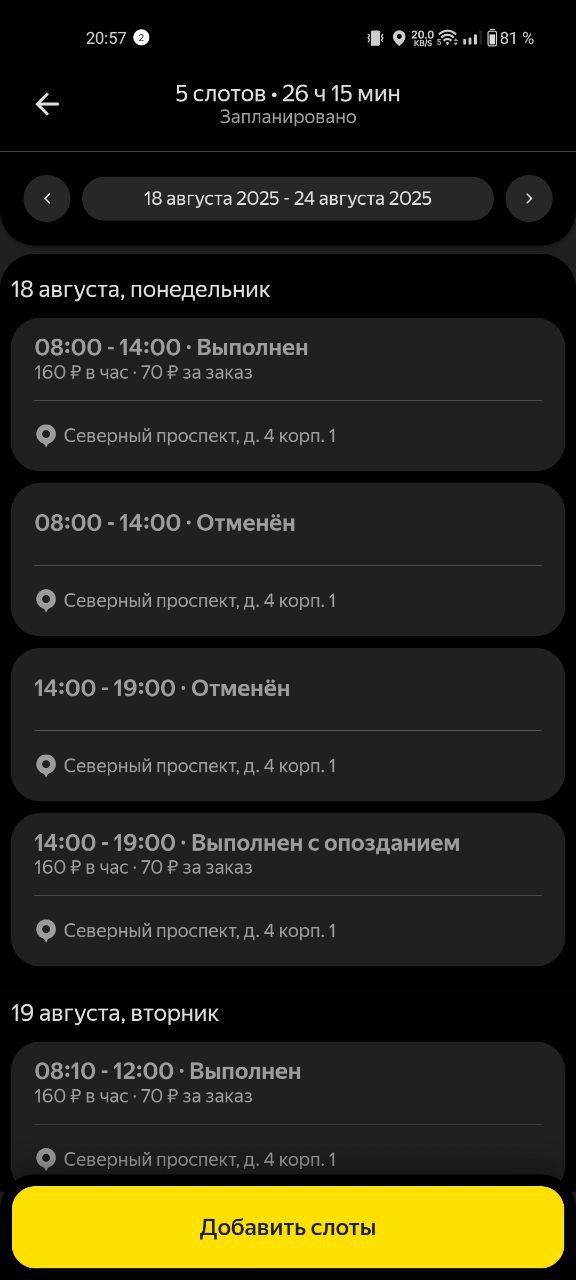 20:57 2 20.0 KB/S 81 %
5 слотов • 26 ч 15 мин
Запланировано
18 августа 2025 - 24 августа 2025
18 августа, понедельник
08:00 - 14:00 · Выполнен
160 ₽ в час · 70 ₽ за заказ
Северный проспект, д. 4 корп. 1
08:00 - 14:00 · Отменён
Северный проспект, д. 4 корп. 1
14:00 - 19:00 · Отменён
Северный проспект, д. 4 корп. 1
14:00 - 19:00 · Выполнен с опозданием
160 ₽ в час · 70 ₽ за заказ
Северный проспект, д. 4 корп. 1
19 августа, вторник
08:10 - 12:00 · Выполнен
160 ₽ в час · 70 ₽ за заказ
Северный проспект, д. 4 корп. 1
Добавить слоты